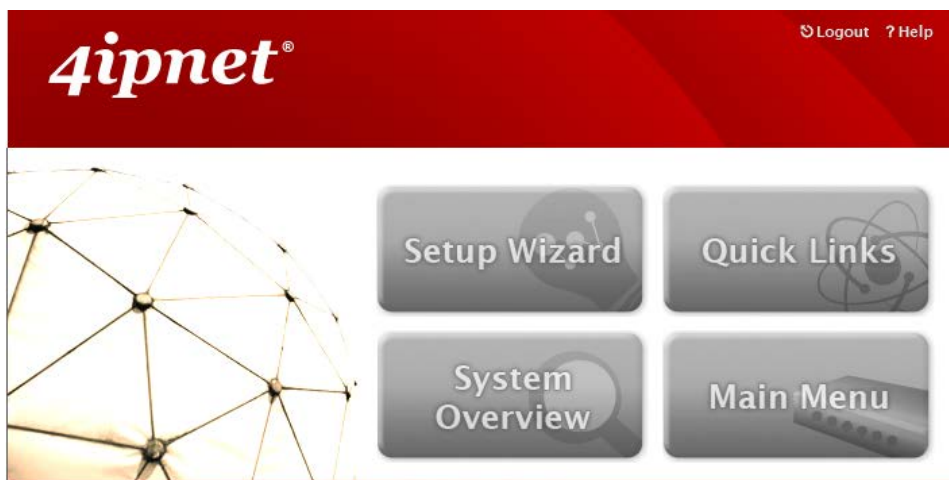 4ipnet®
Logout ? Help
Setup Wizard
Quick Links
System
Overview
Main Menu